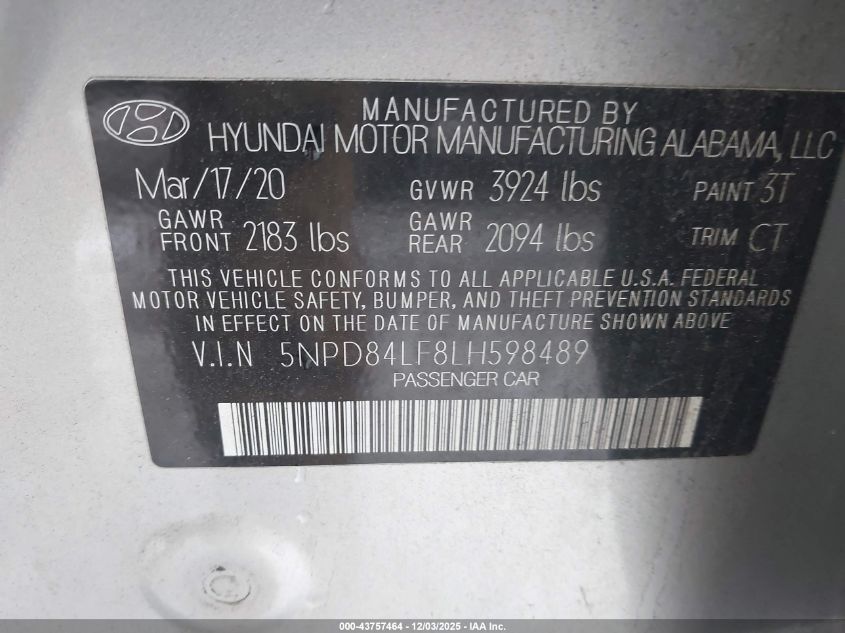 MANUFACTURED BY
HYUNDAI MOTOR MANUFACTURING ALABAMA, LLC
Mar/17/20 GVWR 3924 lbs PAINT 3T
GAWR FRONT 2183 lbs GAWR REAR 2094 lbs TRIM CT
THIS VEHICLE CONFORMS TO ALL APPLICABLE U.S.A. FEDERAL
MOTOR VEHICLE SAFETY, BUMPER, AND THEFT PREVENTION STANDARDS
IN EFFECT ON THE DATE OF MANUFACTURE SHOWN ABOVE
V.I.N 5NPD84LF8LH598489
PASSENGER CAR
000-43757464 - 12/03/2025 - IAA Inc.